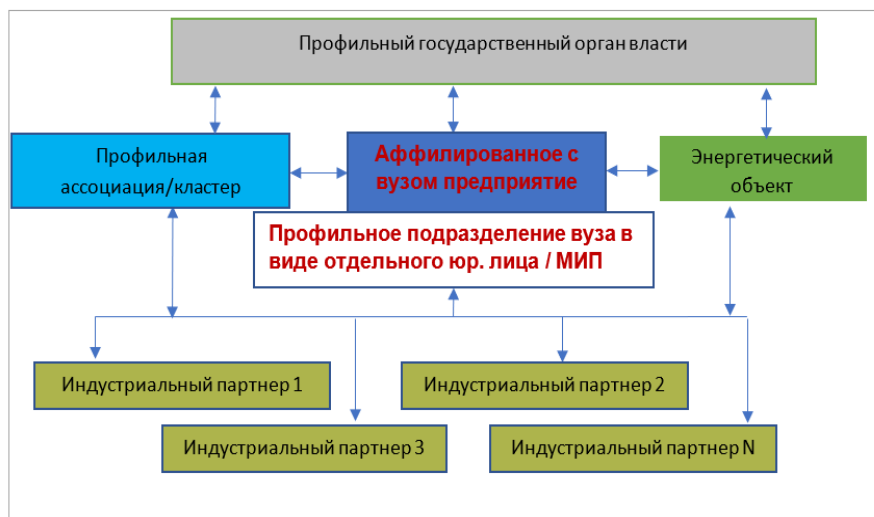 Профильный государственный орган власти
Профильная
ассоциация/кластер
Аффилированное с
вузом предприятие
Энергетический
объект
Профильное подразделение вуза в
виде отдельного юр. лица / МИП
Индустриальный партнер 1
Индустриальный партнер 2
Индустриальный партнер 3
Индустриальный партнер N